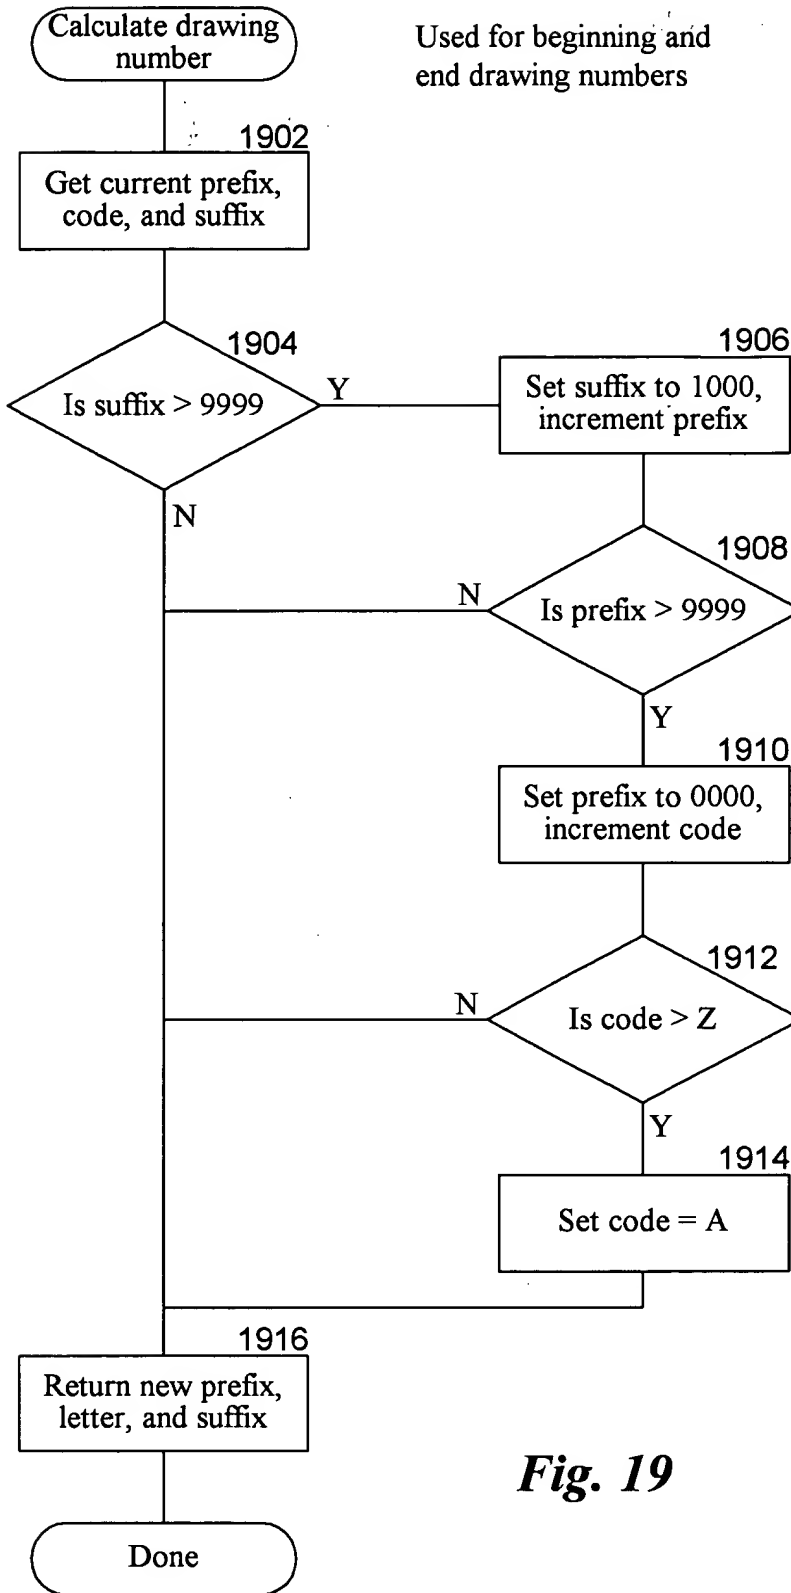 Calculate drawing
number
Used for beginning and
end drawing numbers
1902
Get current prefix,
code, and suffix
1904
Is suffix > 9999
Y
N
1906
Set suffix to 1000,
increment prefix
1908
Is prefix > 9999
N
Y
1910
Set prefix to 0000,
increment code
1912
Is code > Z
N
Y
1914
Set code = A
1916
Return new prefix,
letter, and suffix
Done
Fig. 19